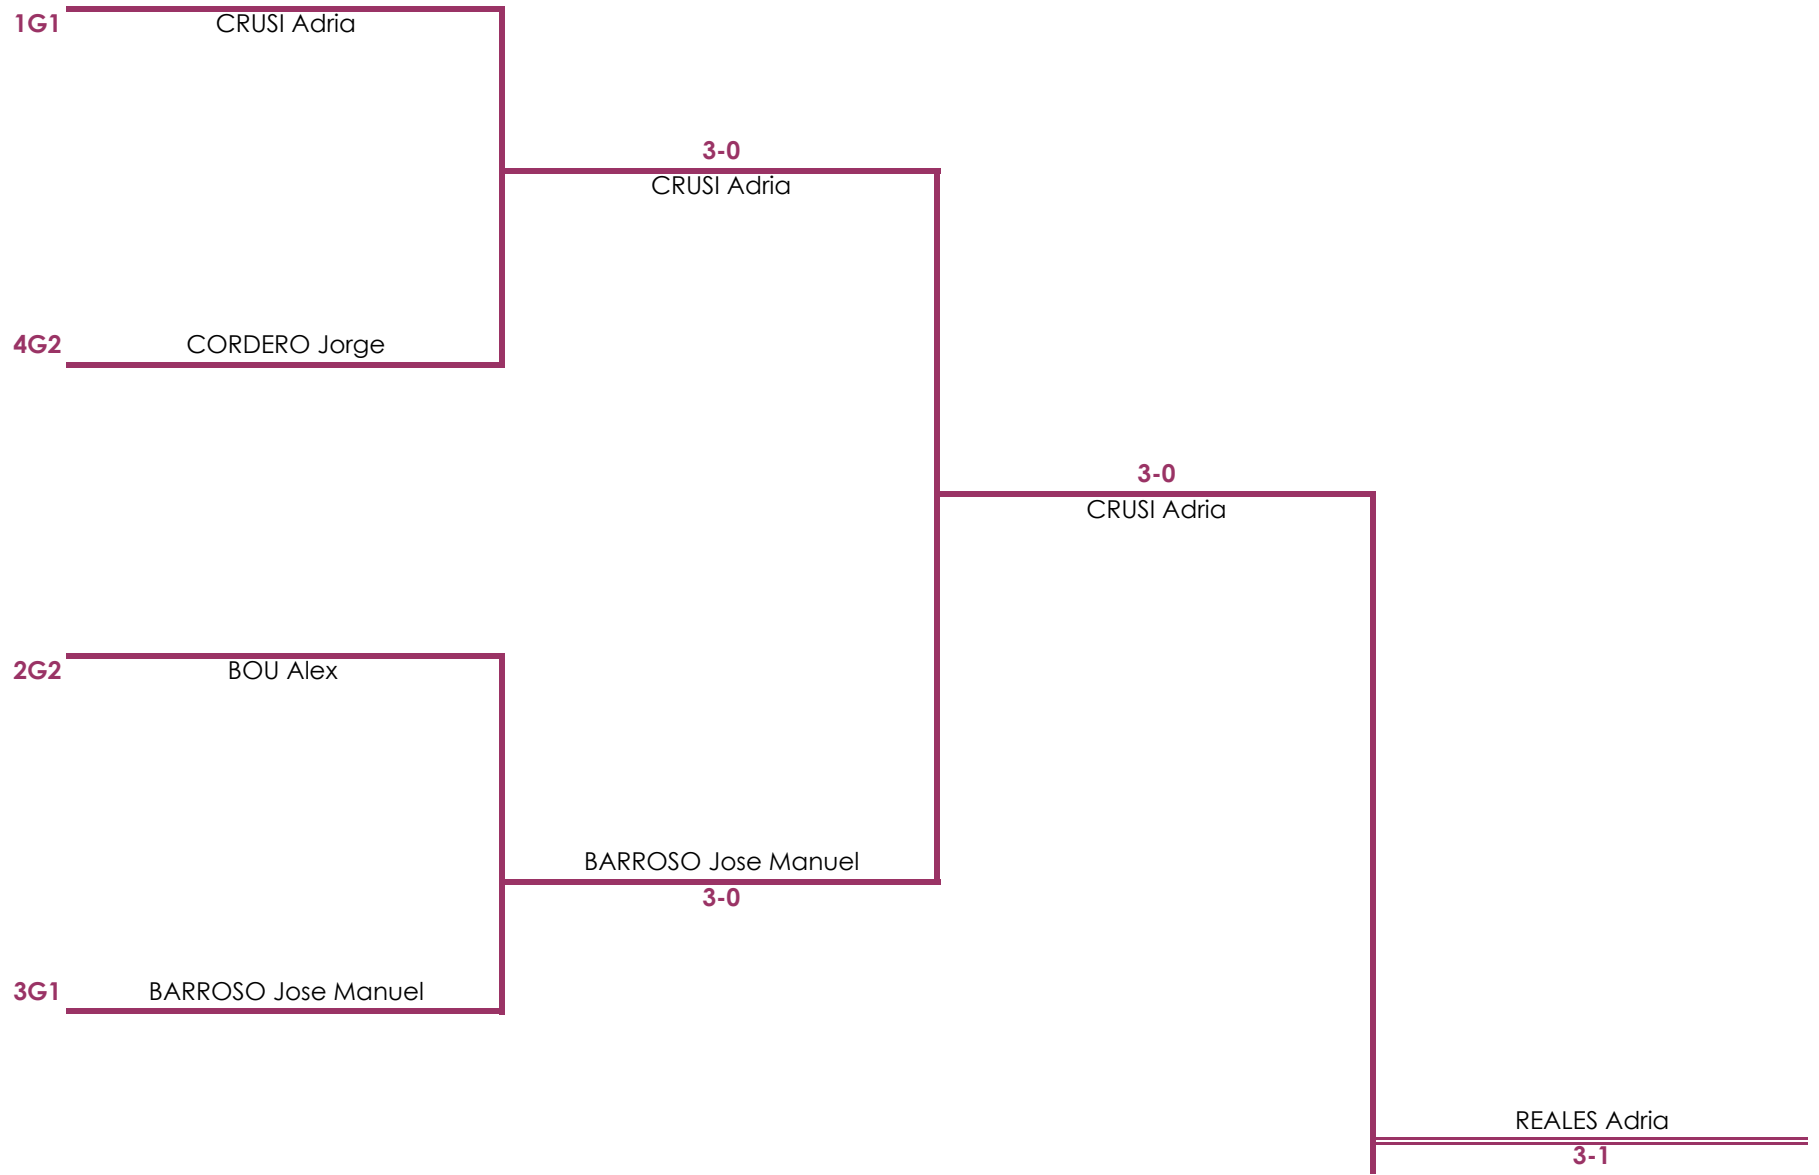 1G1 CRUSI Adria
3-0
CRUSI Adria
4G2 CORDERO Jorge
3-0
CRUSI Adria
2G2 BOU Alex
BARROSO Jose Manuel
3-0
3G1 BARROSO Jose Manuel
REALES Adria
3-1